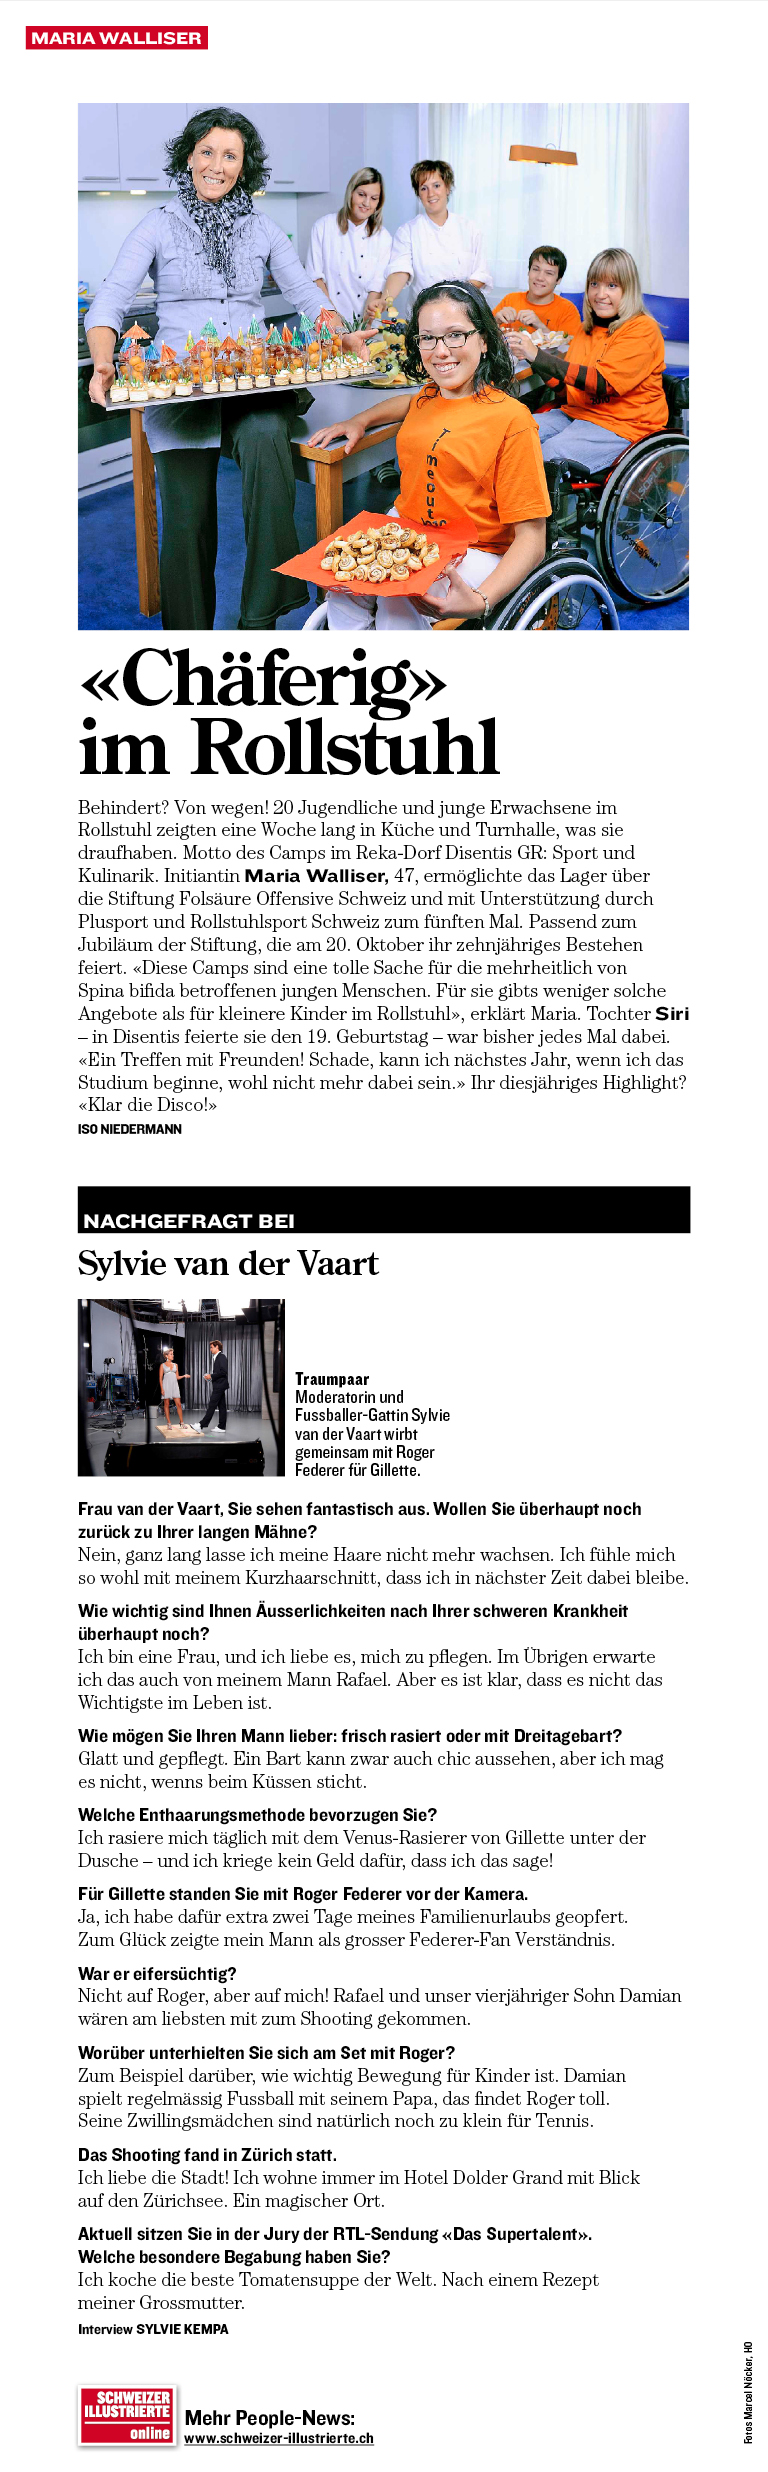 MARIA WALLISER
Timeout
«Chäferig»
im Rollstuhl
Behindert? Von wegen! 20 Jugendliche und junge Erwachsene im
Rollstuhl zeigten eine Woche lang in Küche und Turnhalle, was sie
draufhaben. Motto des Camps im Reka-Dorf Disentis GR: Sport und
Kulinarik. Initiantin Maria Walliser, 47, ermöglichte das Lager über
die Stiftung Folsäure Offensive Schweiz und mit Unterstützung durch
Plusport und Rollstuhlsport Schweiz zum fünften Mal. Passend zum
Jubiläum der Stiftung, die am 20. Oktober ihr zehnjähriges Bestehen
feiert. «Diese Camps sind eine tolle Sache für die mehrheitlich von
Spina bifida betroffenen jungen Menschen. Für sie gibts weniger solche
Angebote als für kleinere Kinder im Rollstuhl», erklärt Maria. Tochter Siri
– in Disentis feierte sie den 19. Geburtstag – war bisher jedes Mal dabei.
«Ein Treffen mit Freunden! Schade, kann ich nächstes Jahr, wenn ich das
Studium beginne, wohl nicht mehr dabei sein.» Ihr diesjähriges Highlight?
«Klar die Disco!»
ISO NIEDERMANN
NACHGEFRAGT BEI
Sylvie van der Vaart
Traumpaar
Moderatorin und
Fussballer-Gattin Sylvie
van der Vaart wirbt
gemeinsam mit Roger
Federer für Gillette.
Frau van der Vaart, Sie sehen fantastisch aus. Wollen Sie überhaupt noch
zurück zu Ihrer langen Mähne?
Nein, ganz lang lasse ich meine Haare nicht mehr wachsen. Ich fühle mich
so wohl mit meinem Kurzhaarschnitt, dass ich in nächster Zeit dabei bleibe.
Wie wichtig sind Ihnen Äusserlichkeiten nach Ihrer schweren Krankheit
überhaupt noch?
Ich bin eine Frau, und ich liebe es, mich zu pflegen. Im Übrigen erwarte
ich das auch von meinem Mann Rafael. Aber es ist klar, dass es nicht das
Wichtigste im Leben ist.
Wie mögen Sie Ihren Mann lieber: frisch rasiert oder mit Dreitagebart?
Glatt und gepflegt. Ein Bart kann zwar auch chic aussehen, aber ich mag
es nicht, wenns beim Küssen sticht.
Welche Enthaarungsmethode bevorzugen Sie?
Ich rasiere mich täglich mit dem Venus-Rasierer von Gillette unter der
Dusche – und ich kriege kein Geld dafür, dass ich das sage!
Für Gillette standen Sie mit Roger Federer vor der Kamera.
Ja, ich habe dafür extra zwei Tage meines Familienurlaubs geopfert.
Zum Glück zeigte mein Mann als grosser Federer-Fan Verständnis.
War er eifersüchtig?
Nicht auf Roger, aber auf mich! Rafael und unser vierjähriger Sohn Damian
wären am liebsten mit zum Shooting gekommen.
Worüber unterhielten Sie sich am Set mit Roger?
Zum Beispiel darüber, wie wichtig Bewegung für Kinder ist. Damian
spielt regelmässig Fussball mit seinem Papa, das findet Roger toll.
Seine Zwillingsmädchen sind natürlich noch zu klein für Tennis.
Das Shooting fand in Zürich statt.
Ich liebe die Stadt! Ich wohne immer im Hotel Dolder Grand mit Blick
auf den Zürichsee. Ein magischer Ort.
Aktuell sitzen Sie in der Jury der RTL-Sendung «Das Supertalent».
Welche besondere Begabung haben Sie?
Ich koche die beste Tomatensuppe der Welt. Nach einem Rezept
meiner Grossmutter.
Interview SYLVIE KEMPA
Fotos Marcel Nöcker, HO
SCHWEIZER
ILLUSTRIERTE
online
Mehr People-News:
www.schweizer-illustrierte.ch